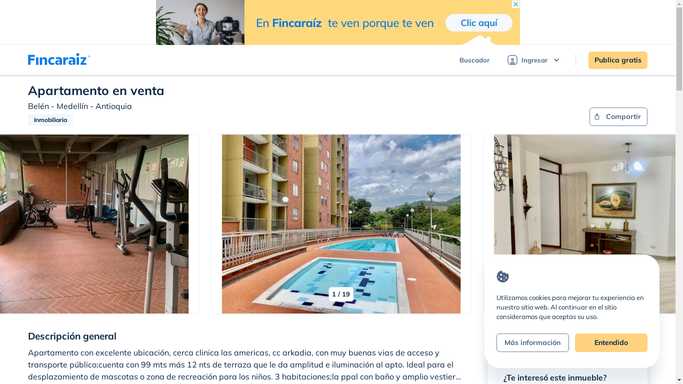 En Fincaraíz te ven porque te ven
Clic aquí
Fincaraíz
Buscador
Ingresar
Publica gratis
Apartamento en venta
Belén - Medellín - Antioquia
Inmobiliaria
Compartir
1 / 19
Descripción general
Apartamento con excelente ubicación, cerca clinica las americas, cc arkadia, con muy buenas vias de acceso y
transporte público;cuenta con 99 mts más 12 nts de terraza que le da amplitud e iluminación al apto. Ideal para el
desplazamiento de mascotas o zona de recreación para los niños. 3 habitaciones;la ppal con baño y amplio vestier...
Utilizamos cookies para mejorar tu experiencia en
nuestro sitio web. Al continuar en el sitio
consideramos que aceptas su uso.
Más información
Entendido
¿Te interesó este inmueble?